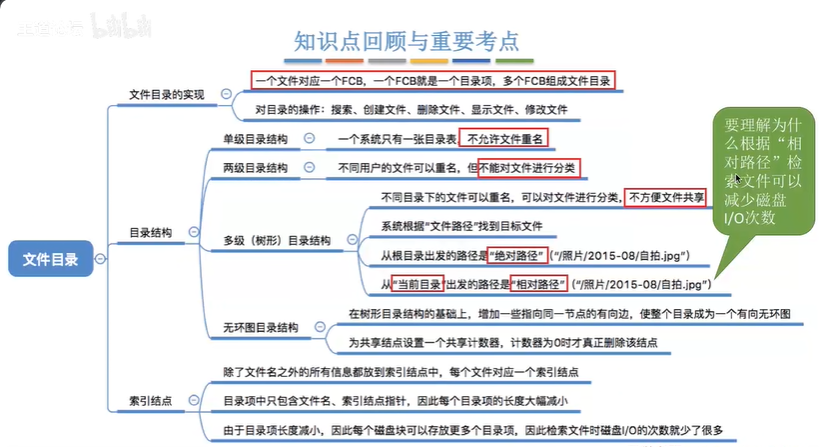 知识点回顾与重要考点
文件目录
文件目录的实现
一个文件对应一个FCB，一个FCB就是一个目录项，多个FCB组成文件目录
对目录的操作：搜索、创建文件、删除文件、显示文件、修改文件
目录结构
单级目录结构
一个系统只有一张目录表，不允许文件重名
两级目录结构
不同用户的文件可以重名，但不能对文件进行分类
多级（树形）目录结构
不同目录下的文件可以重名，可以对文件进行分类，不方便文件共享
系统根据“文件路径”找到目标文件
从根目录出发的路径是“绝对路径”（“/照片/2015-08/自拍.jpg”）
从“当前目录”出发的路径是“相对路径”（“/照片/2015-08/自拍.jpg”）
要理解为什
么根据“相
对路径”检
索文件可以
减少磁盘
I/O次数
无环图目录结构
在树形目录结构的基础上，增加一些指向同一节点的有向边，使整个目录成为一个有向无环图
为共享结点设置一个共享计数器，计数器为0时才真正删除该结点
索引结点
除了文件名之外的所有信息都放到索引结点中，每个文件对应一个索引结点
目录项中只包含文件名、索引结点指针，因此每个目录项的长度大幅减小
由于目录项长度减小，因此每个磁盘块可以存放更多个目录项，因此检索文件时磁盘I/O的次数就少了很多